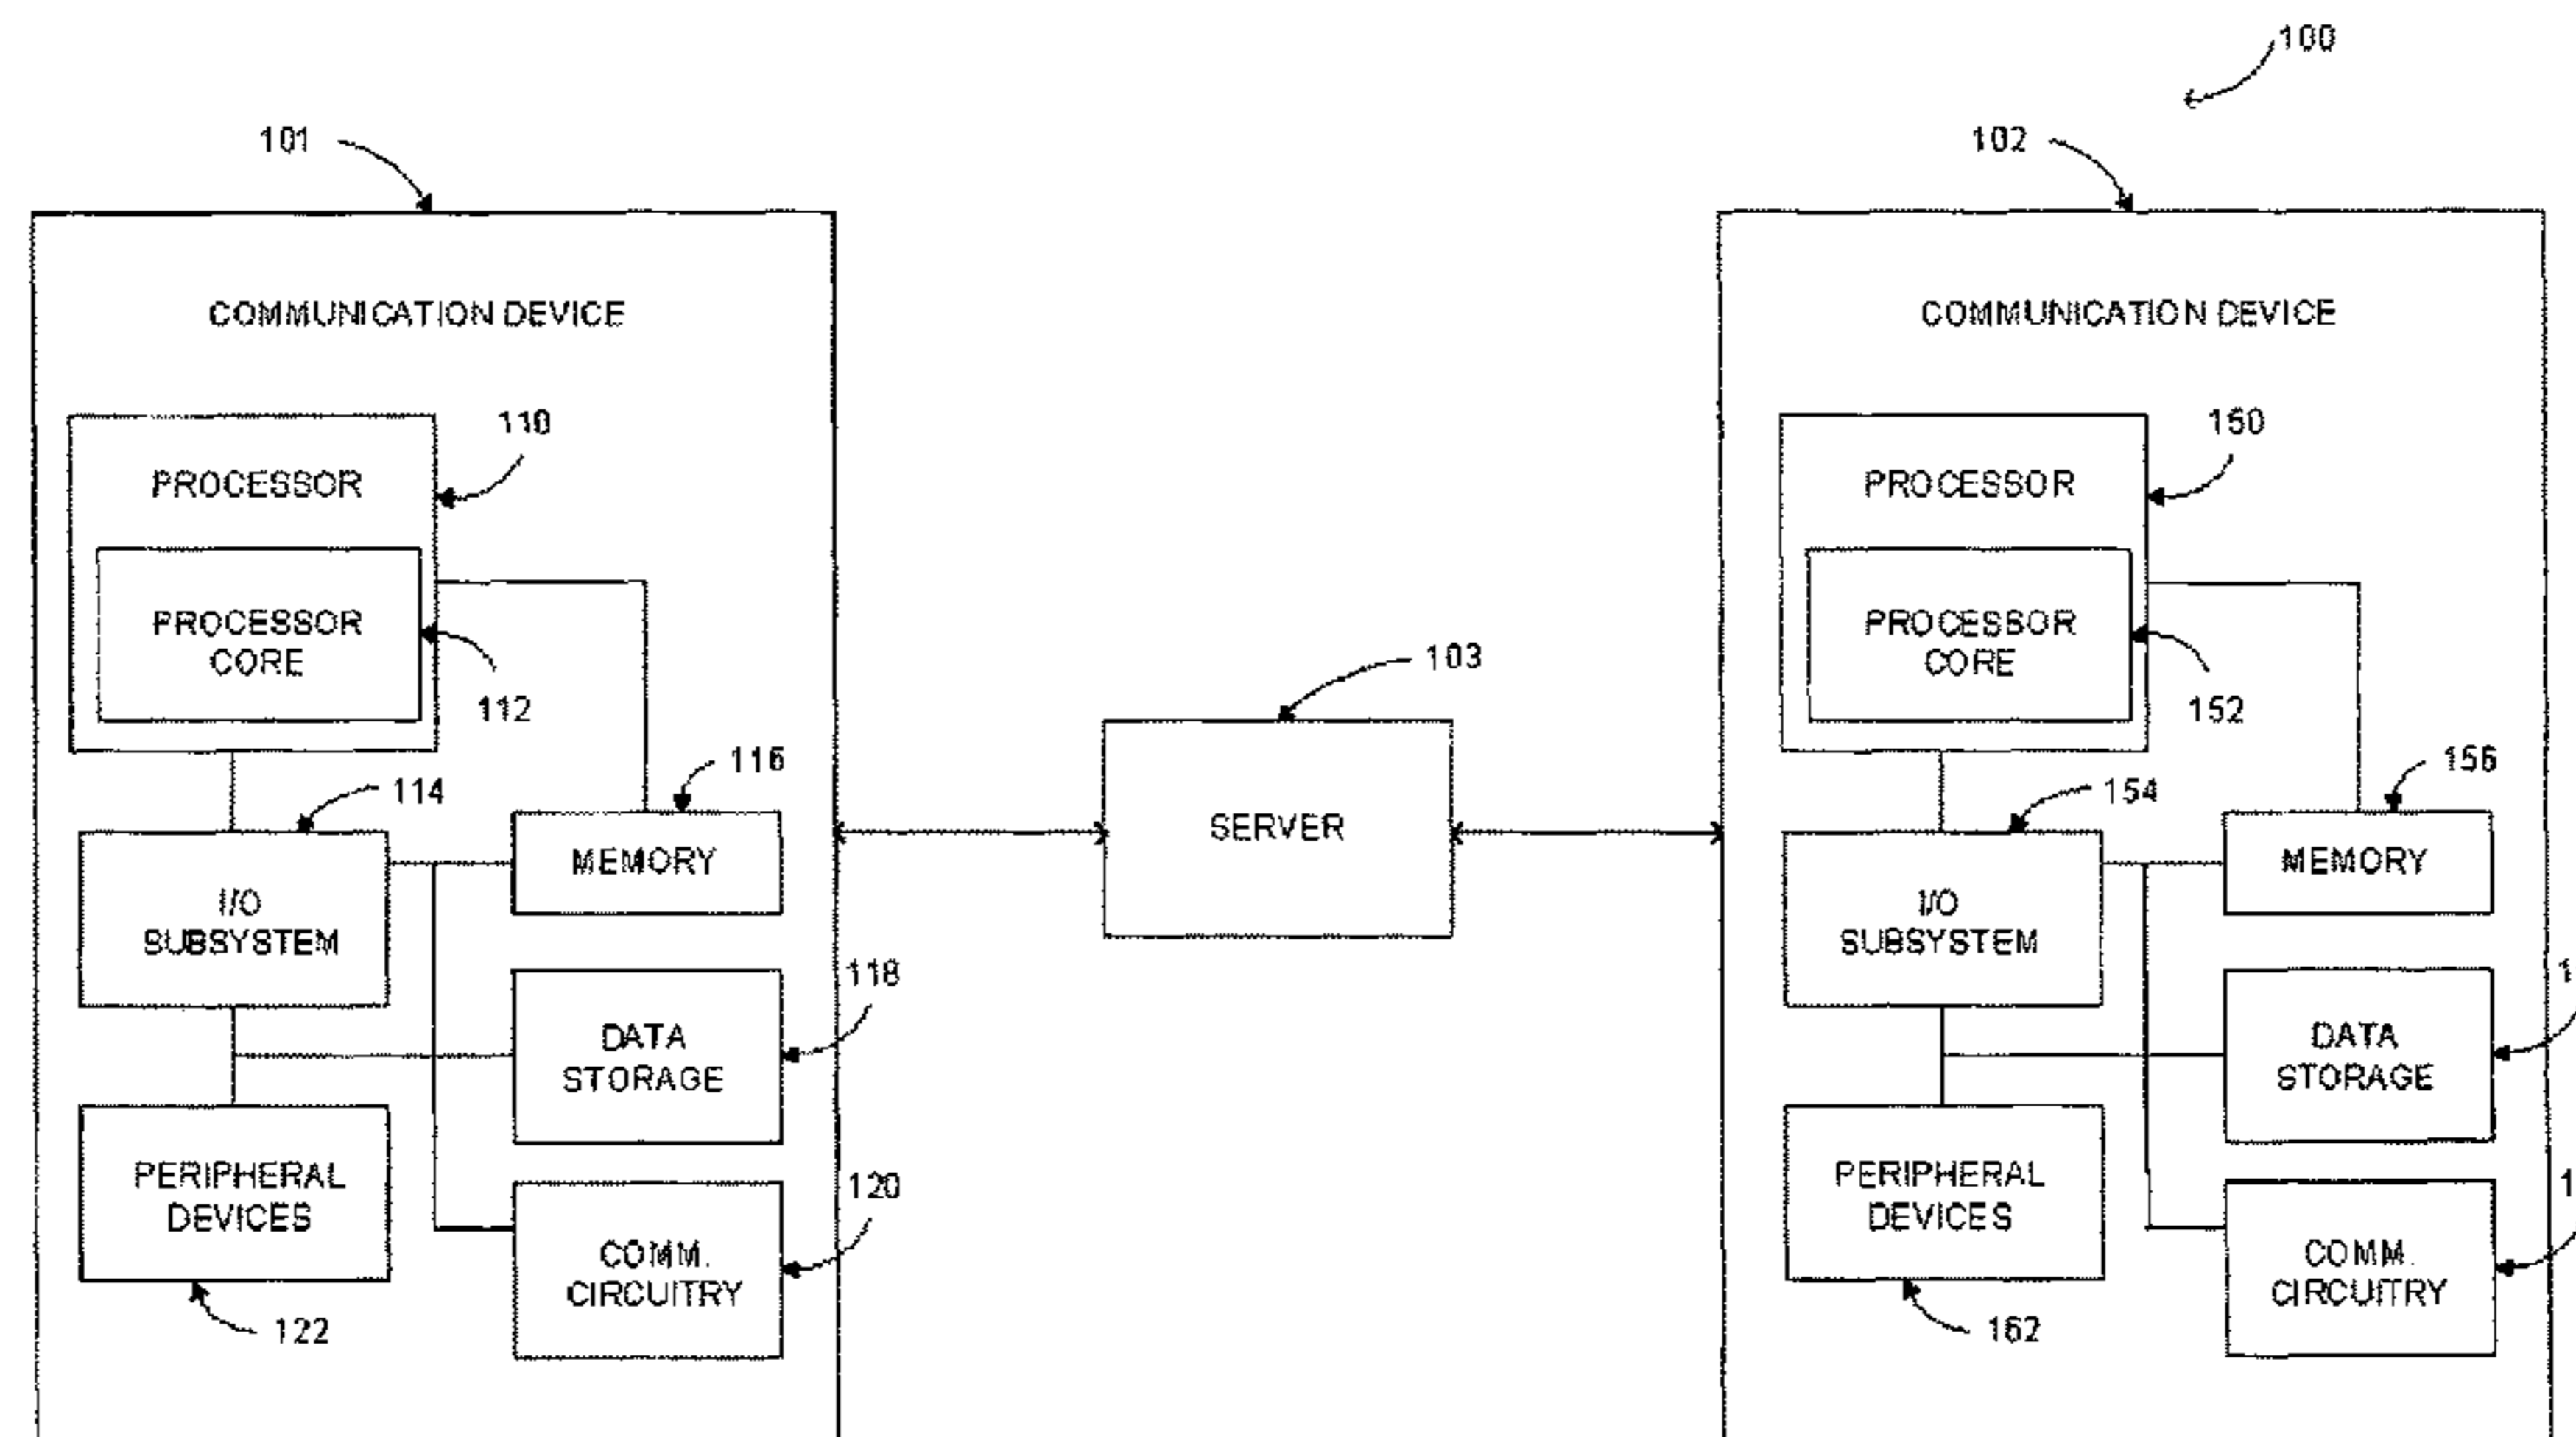 100
101
102
COMMUNICATION DEVICE
COMMUNICATION DEVICE
110
PROCESSOR
PROCESSOR
CORE
112
114
116
I/O
SUBSYSTEM
MEMORY
118
DATA
STORAGE
PERIPHERAL
DEVICES
120
COMM.
CIRCUITRY
122
103
SERVER
150
PROCESSOR
PROCESSOR
CORE
152
154
156
I/O
SUBSYSTEM
MEMORY
DATA
STORAGE
PERIPHERAL
DEVICES
COMM.
CIRCUITRY
162